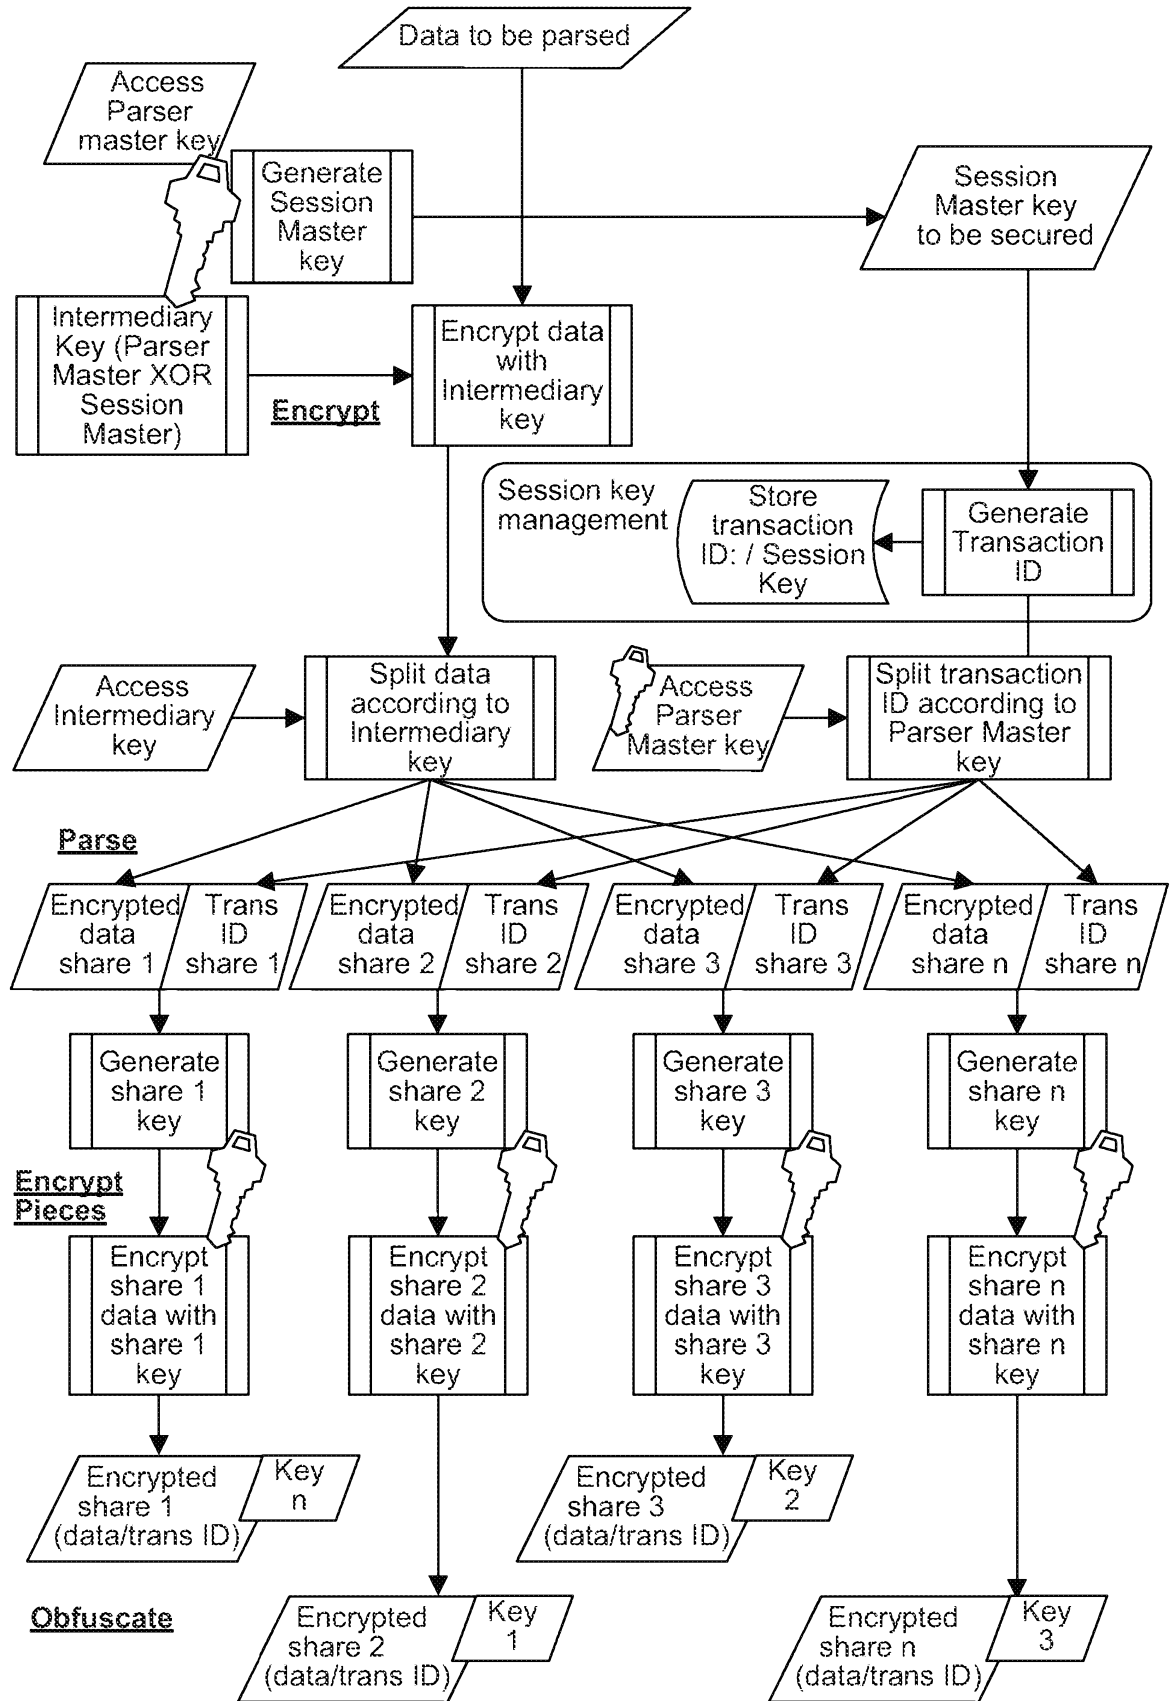 Data to be parsed
Access
Parser
master key
Generate
Session
Master
key
Session
Master key
to be secured
Intermediary
Key (Parser
Master XOR
Session
Master)
Encrypt
Encrypt data
with
Intermediary
key
Session key
management
Store
transaction
ID: / Session
Key
Generate
Transaction
ID
Access
Intermediary
key
Split data
according to
Intermediary
key
Access
Parser
Master key
Split transaction
ID according to
Parser Master
key
Parse
Encrypted
data
share 1
Trans
ID
share 1
Encrypted
data
share 2
Trans
ID
share 2
Encrypted
data
share 3
Trans
ID
share 3
Encrypted
data
share n
Trans
ID
share n
Generate
share 1
key
Generate
share 2
key
Generate
share 3
key
Generate
share n
key
Encrypt
Pieces
Encrypt
share 1
data with
share 1
key
Encrypt
share 2
data with
share 2
key
Encrypt
share 3
data with
share 3
key
Encrypt
share n
data with
share n
key
Encrypted
share 1
(data/trans ID)
Key
n
Encrypted
share 3
(data/trans ID)
Key
2
Obfuscate
Encrypted
share 2
(data/trans ID)
Key
1
Encrypted
share n
(data/trans ID)
Key
3